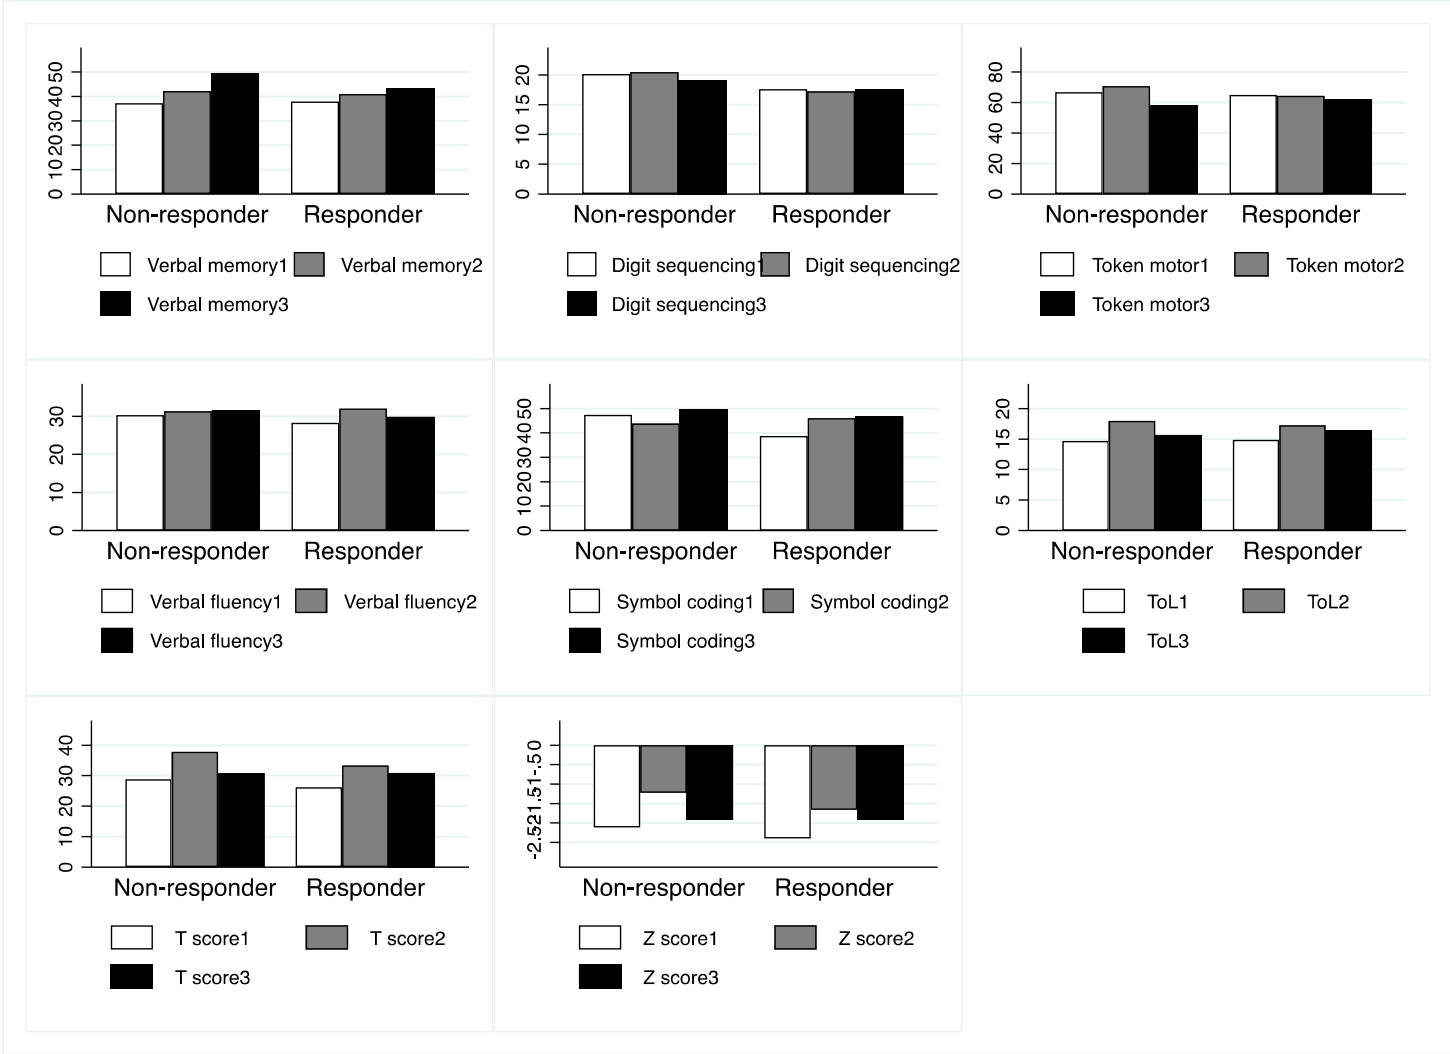 0 10 20 30 40 50
Non-responder Responder
Verbal memory1 Verbal memory2
Verbal memory3
0 5 10 15 20
Non-responder Responder
Digit sequencing1 Digit sequencing2
Digit sequencing3
0 20 40 60 80
Non-responder Responder
Token motor1 Token motor2
Token motor3
0 10 20 30
Non-responder Responder
Verbal fluency1 Verbal fluency2
Verbal fluency3
0 10 20 30 40 50
Non-responder Responder
Symbol coding1 Symbol coding2
Symbol coding3
0 5 10 15 20
Non-responder Responder
ToL1 ToL2
ToL3
0 10 20 30 40
Non-responder Responder
T score1 T score2
T score3
-2.5 -2 -1.5 -1 -.5 0
Non-responder Responder
Z score1 Z score2
Z score3